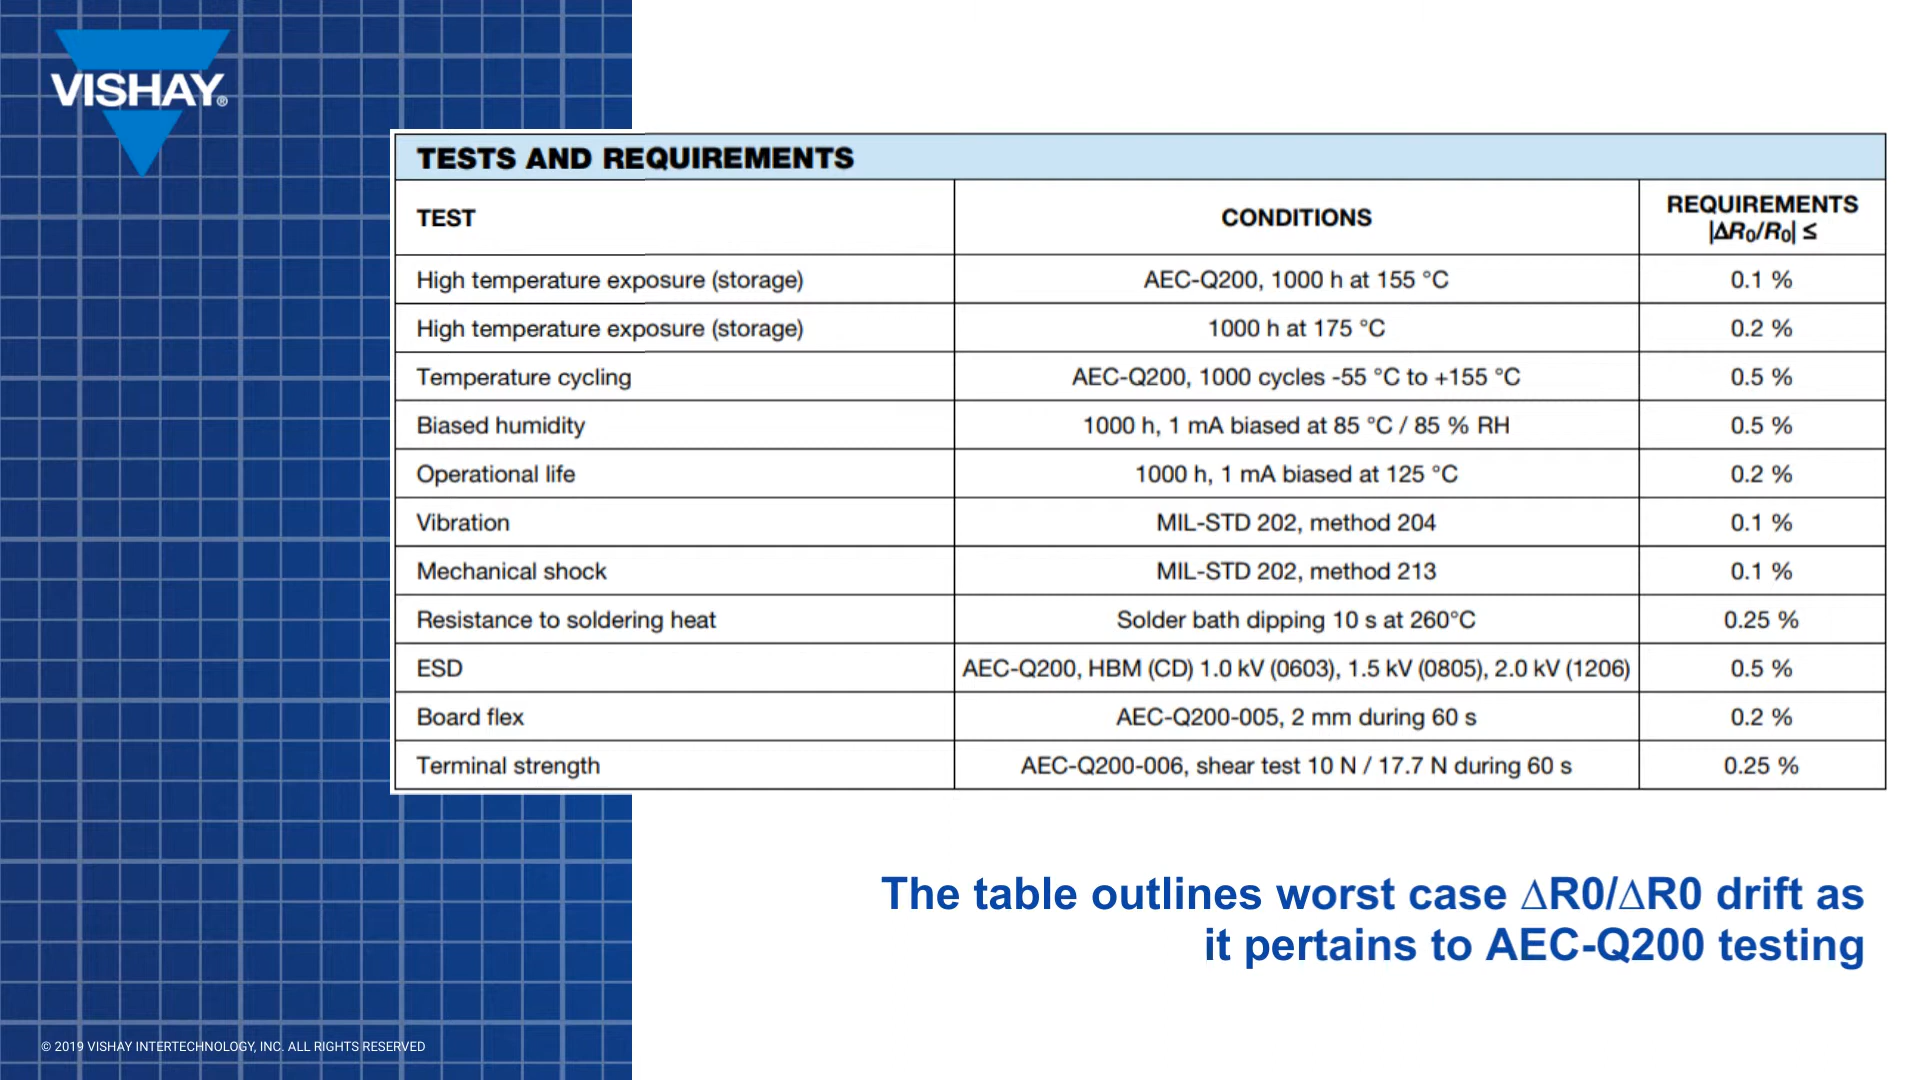 VISHAY®
TESTS AND REQUIREMENTS
TEST CONDITIONS REQUIREMENTS
|ΔR0/R0| ≤
High temperature exposure (storage) AEC-Q200, 1000 h at 155 °C 0.1 %
High temperature exposure (storage) 1000 h at 175 °C 0.2 %
Temperature cycling AEC-Q200, 1000 cycles -55 °C to +155 °C 0.5 %
Biased humidity 1000 h, 1 mA biased at 85 °C / 85 % RH 0.5 %
Operational life 1000 h, 1 mA biased at 125 °C 0.2 %
Vibration MIL-STD 202, method 204 0.1 %
Mechanical shock MIL-STD 202, method 213 0.1 %
Resistance to soldering heat Solder bath dipping 10 s at 260°C 0.25 %
ESD AEC-Q200, HBM (CD) 1.0 kV (0603), 1.5 kV (0805), 2.0 kV (1206) 0.5 %
Board flex AEC-Q200-005, 2 mm during 60 s 0.2 %
Terminal strength AEC-Q200-006, shear test 10 N / 17.7 N during 60 s 0.25 %
The table outlines worst case ∆R0/∆R0 drift as
it pertains to AEC-Q200 testing
© 2019 VISHAY INTERTECHNOLOGY, INC. ALL RIGHTS RESERVED